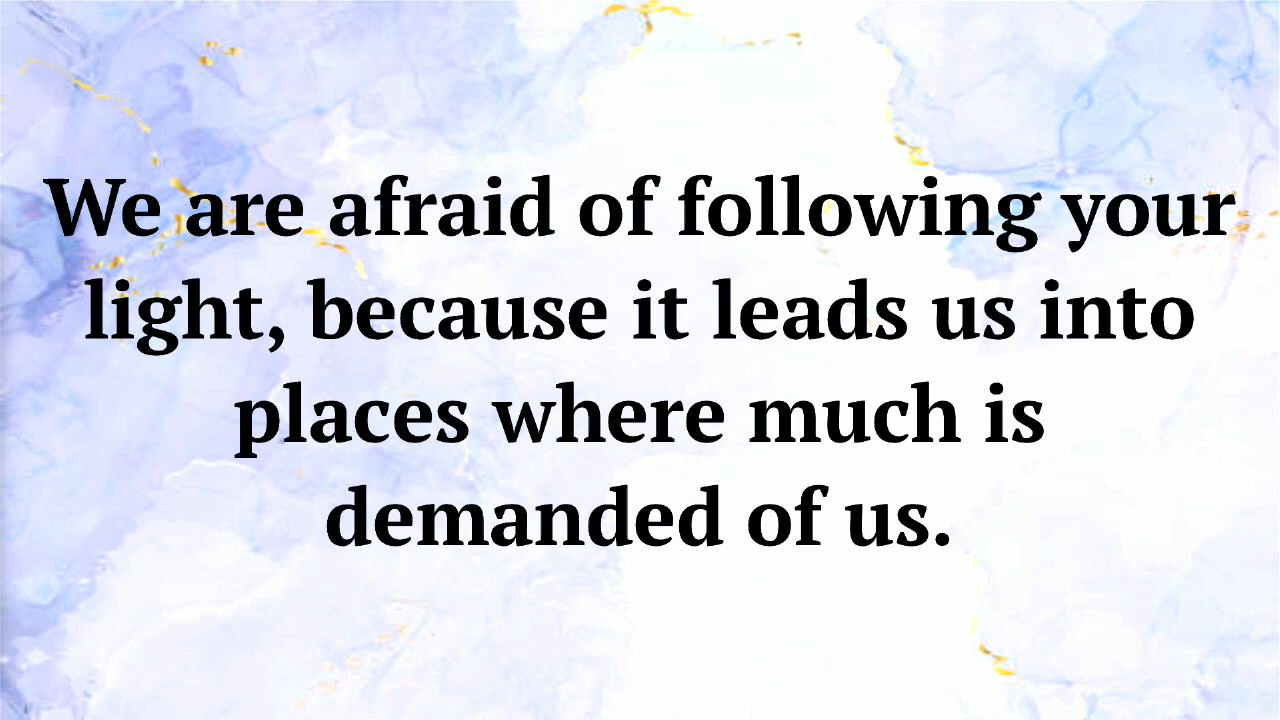 We are afraid of following your
light, because it leads us into
places where much is
demanded of us.